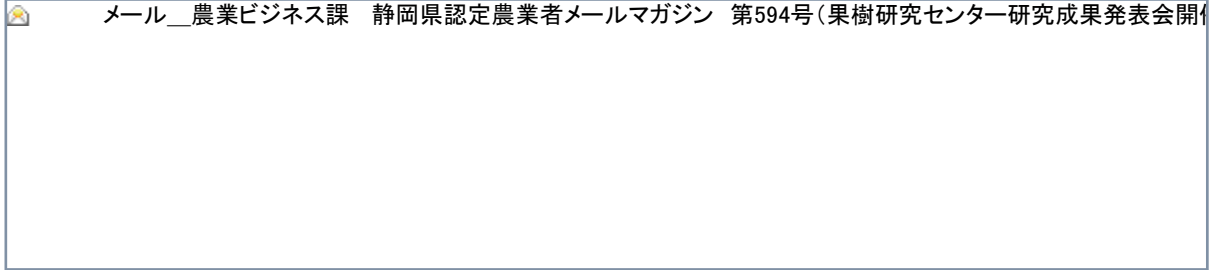 メール__農業ビジネス課　静岡県認定農業者メールマガジン　第594号（果樹研究センター研究成果発表会開